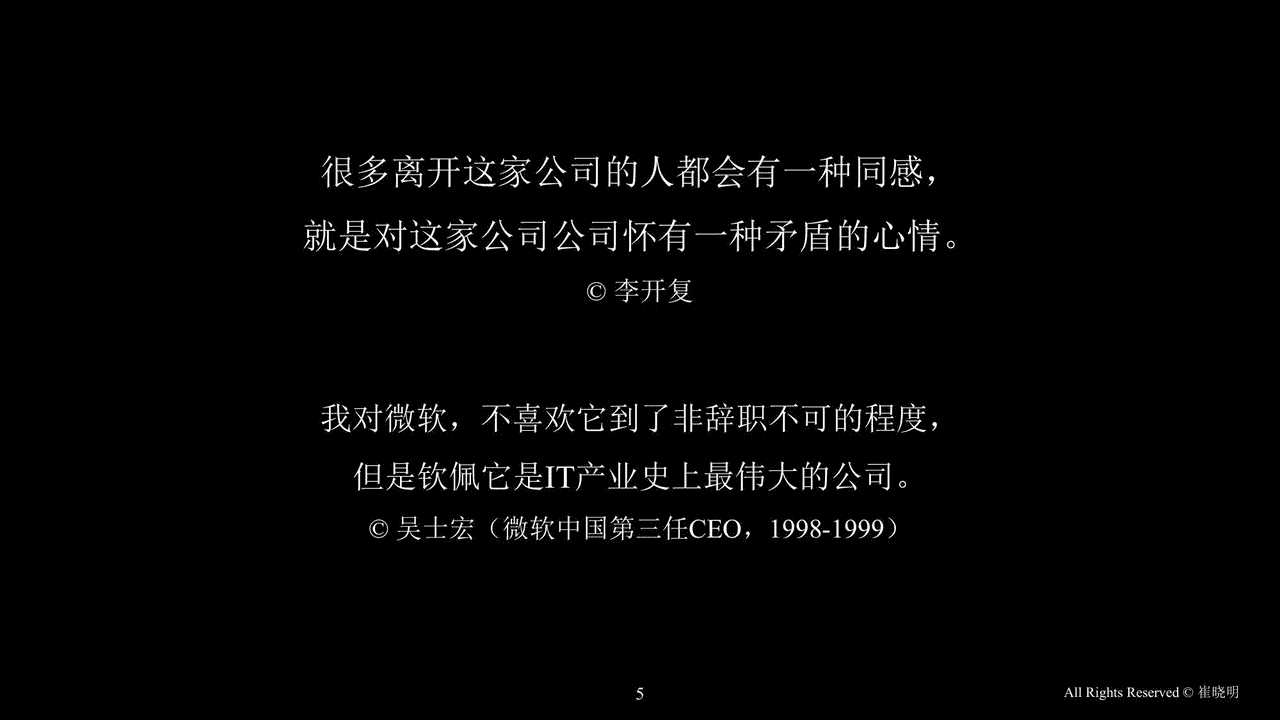 很多离开这家公司的人都会有一种同感，
就是对这家公司公司怀有一种矛盾的心情。
© 李开复
我对微软，不喜欢它到了非辞职不可的程度，
但是钦佩它是IT产业史上最伟大的公司。
© 吴士宏（微软中国第三任CEO，1998-1999）
5
All Rights Reserved © 崔晓明